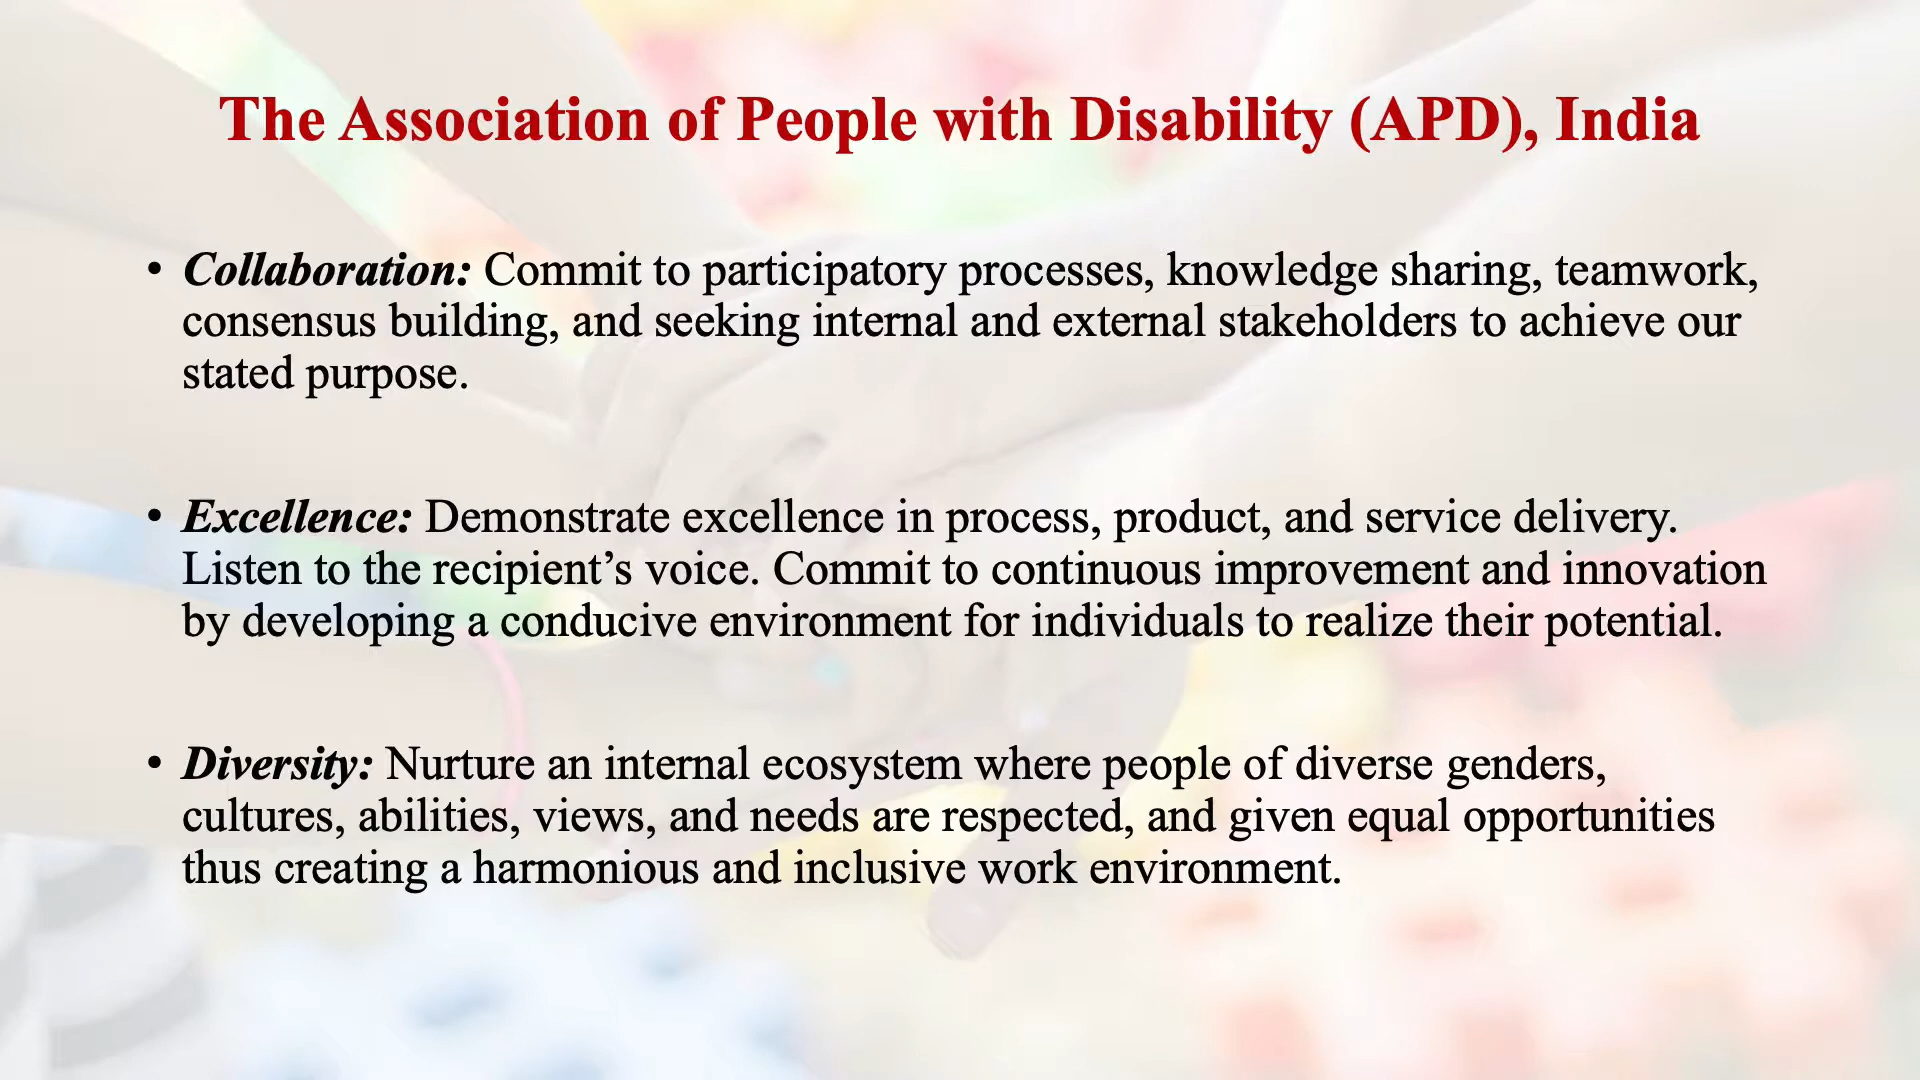 The Association of People with Disability (APD), India
• Collaboration: Commit to participatory processes, knowledge sharing, teamwork,
consensus building, and seeking internal and external stakeholders to achieve our
stated purpose.
• Excellence: Demonstrate excellence in process, product, and service delivery.
Listen to the recipient’s voice. Commit to continuous improvement and innovation
by developing a conducive environment for individuals to realize their potential.
• Diversity: Nurture an internal ecosystem where people of diverse genders,
cultures, abilities, views, and needs are respected, and given equal opportunities
thus creating a harmonious and inclusive work environment.